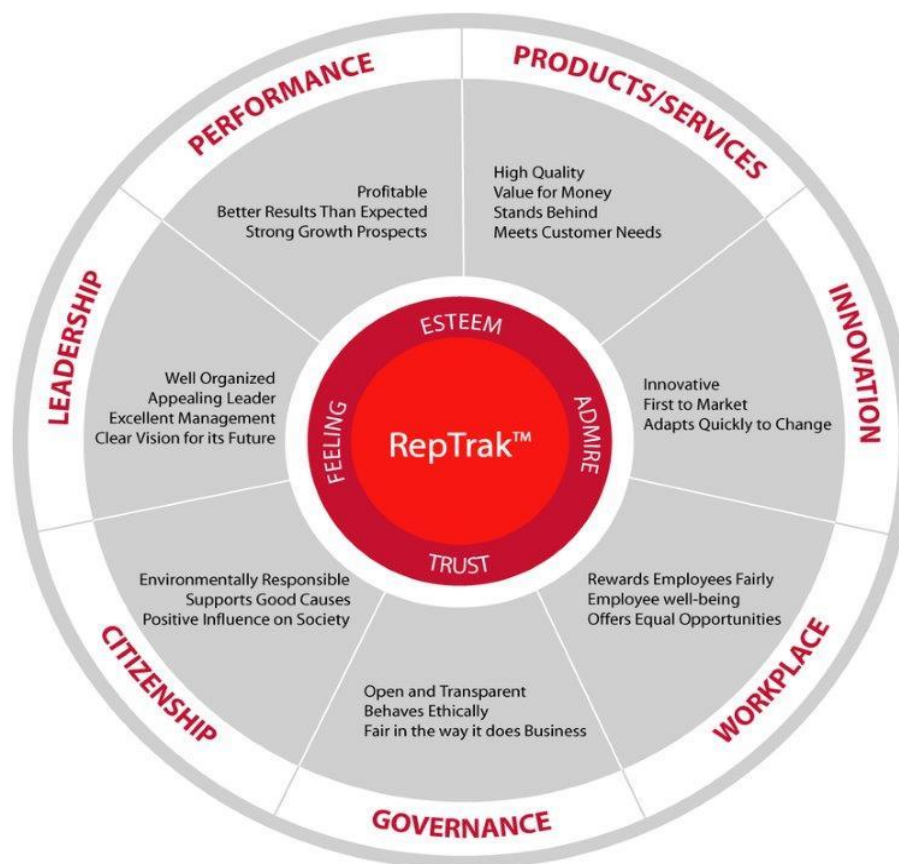 PERFORMANCE
Profitable
Better Results Than Expected
Strong Growth Prospects
PRODUCTS/SERVICES
High Quality
Value for Money
Stands Behind
Meets Customer Needs
INNOVATION
Innovative
First to Market
Adapts Quickly to Change
WORKPLACE
Rewards Employees Fairly
Employee well-being
Offers Equal Opportunities
GOVERNANCE
Open and Transparent
Behaves Ethically
Fair in the way it does Business
CITIZENSHIP
Environmentally Responsible
Supports Good Causes
Positive Influence on Society
LEADERSHIP
Well Organized
Appealing Leader
Excellent Management
Clear Vision for its Future
ESTEEM
ADMIRE
TRUST
FEELING
RepTrak™